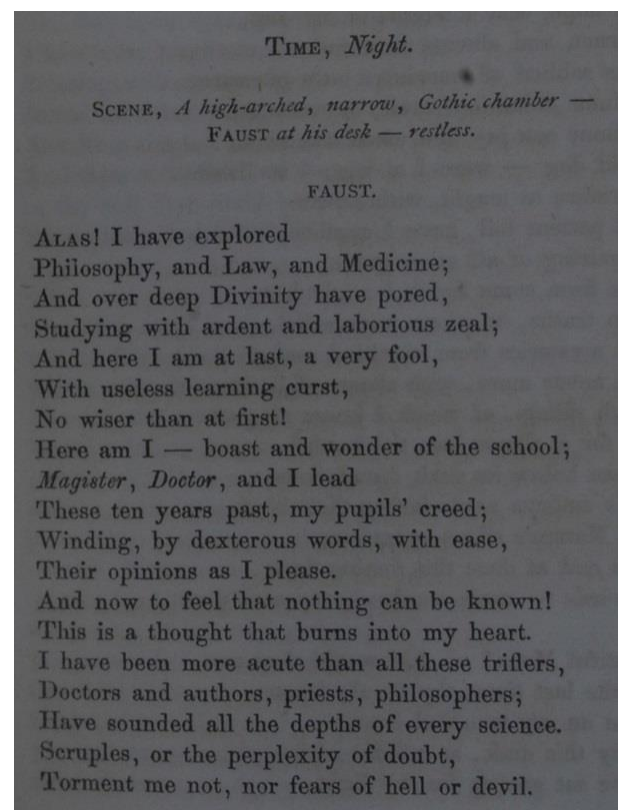 TIME, Night.
SCENE, A high-arched, narrow, Gothic chamber —
FAUST at his desk — restless.
FAUST.
ALAS! I have explored
Philosophy, and Law, and Medicine;
And over deep Divinity have pored,
Studying with ardent and laborious zeal;
And here I am at last, a very fool,
With useless learning curst,
No wiser than at first!
Here am I — boast and wonder of the school;
Magister, Doctor, and I lead
These ten years past, my pupils' creed;
Winding, by dexterous words, with ease,
Their opinions as I please.
And now to feel that nothing can be known!
This is a thought that burns into my heart.
I have been more acute than all these triflers,
Doctors and authors, priests, philosophers;
Have sounded all the depths of every science.
Scruples, or the perplexity of doubt,
Torment me not, nor fears of hell or devil.